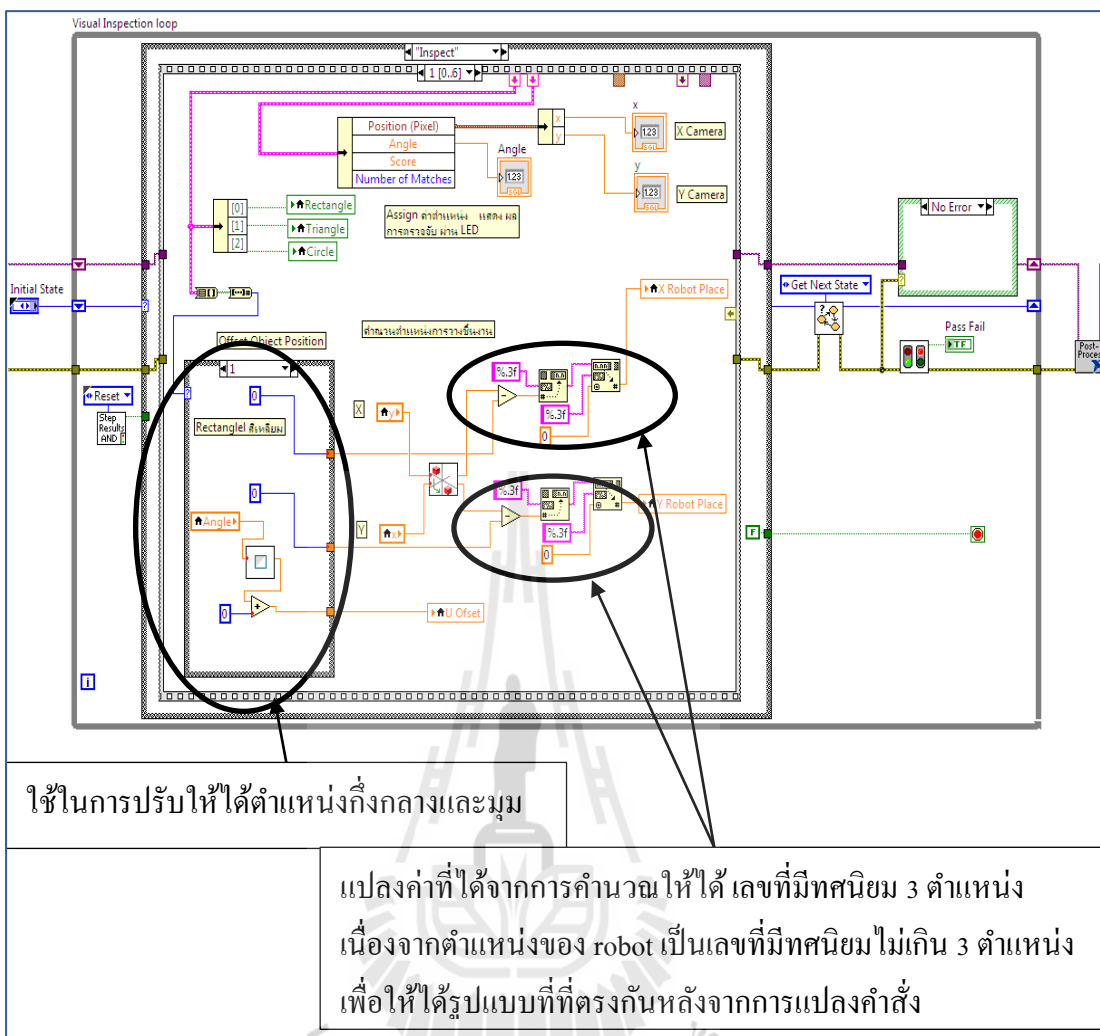 Visual Inspection loop
"Inspect"
1 [0..6]
Position (Pixel)
Angle
Score
Number of Matches
x
y
Angle
1.23
x
1.23
SGL
X Camera
y
1.23
SGL
Y Camera
[0]
[1]
[2]
Rectangle
Triangle
Circle
Assign ค่าตำแหน่ง แสดง ผล
การตรวจจับ ผ่าน LED
No Error
Initial State
Get Next State
X Robot Place
คำนวนตำแหน่งการวางชิ้นงาน
Offset Object Position
Pass Fail
TF
Post-
Proces
1
Reset
Step
Results
AND
0
Rectanglel สี่เหลี่ยม
X
y
%.3f
%.3f
0
0
Angle
Y
x
%.3f
%.3f
0
Y Robot Place
F
0
U Ofset
i
ใช้ในการปรับให้ได้ตำแหน่งกึ่งกลางและมุม
แปลงค่าที่ได้จากการคำนวณให้ได้ เลขที่มีทศนิยม 3 ตำแหน่ง
เนื่องจากตำแหน่งของ robot เป็นเลขที่มีทศนิยมไม่เกิน 3 ตำแหน่ง
เพื่อให้ได้รูปแบบที่ที่ตรงกันหลังจากการแปลงคำสั่ง